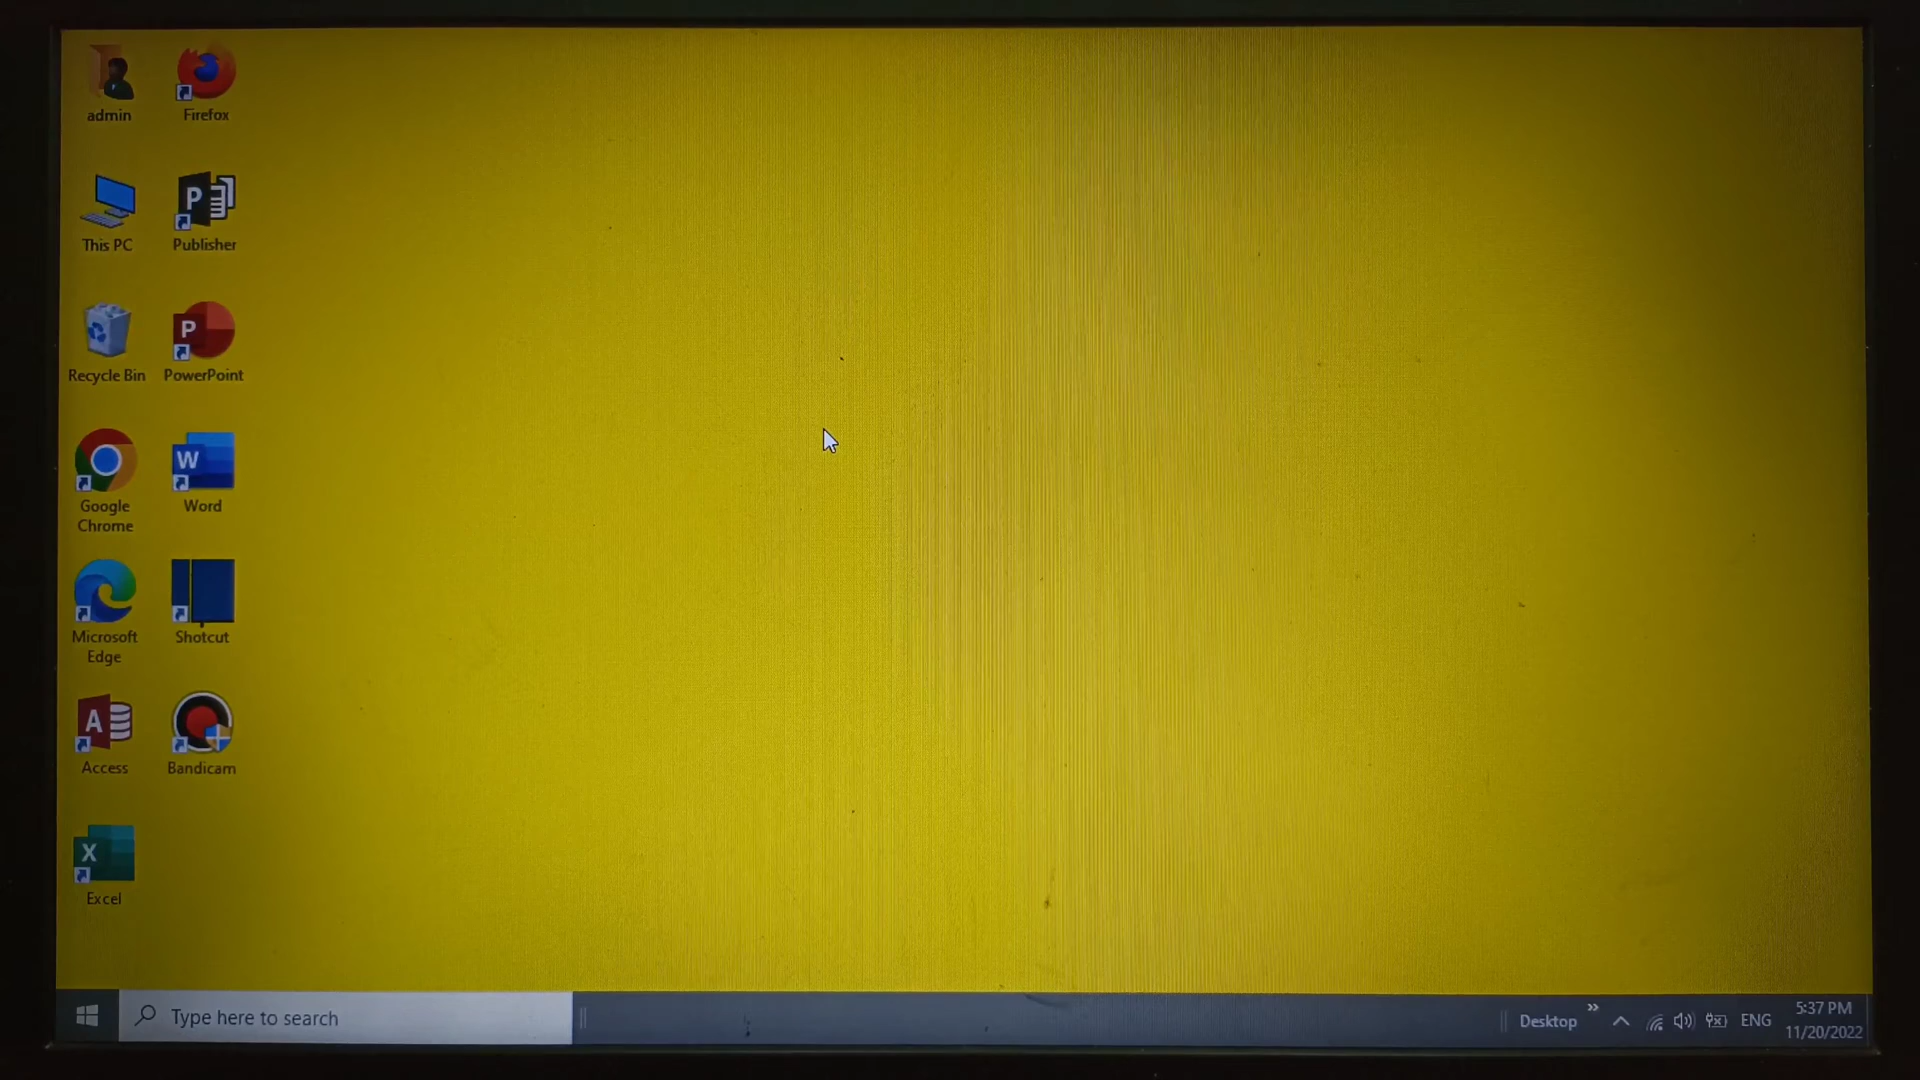 admin
Firefox
This PC
Publisher
Recycle Bin
PowerPoint
Google
Chrome
Word
Microsoft
Edge
Shotcut
Access
Bandicam
Excel
Type here to search
Desktop
ENG
5:37 PM
11/20/2022